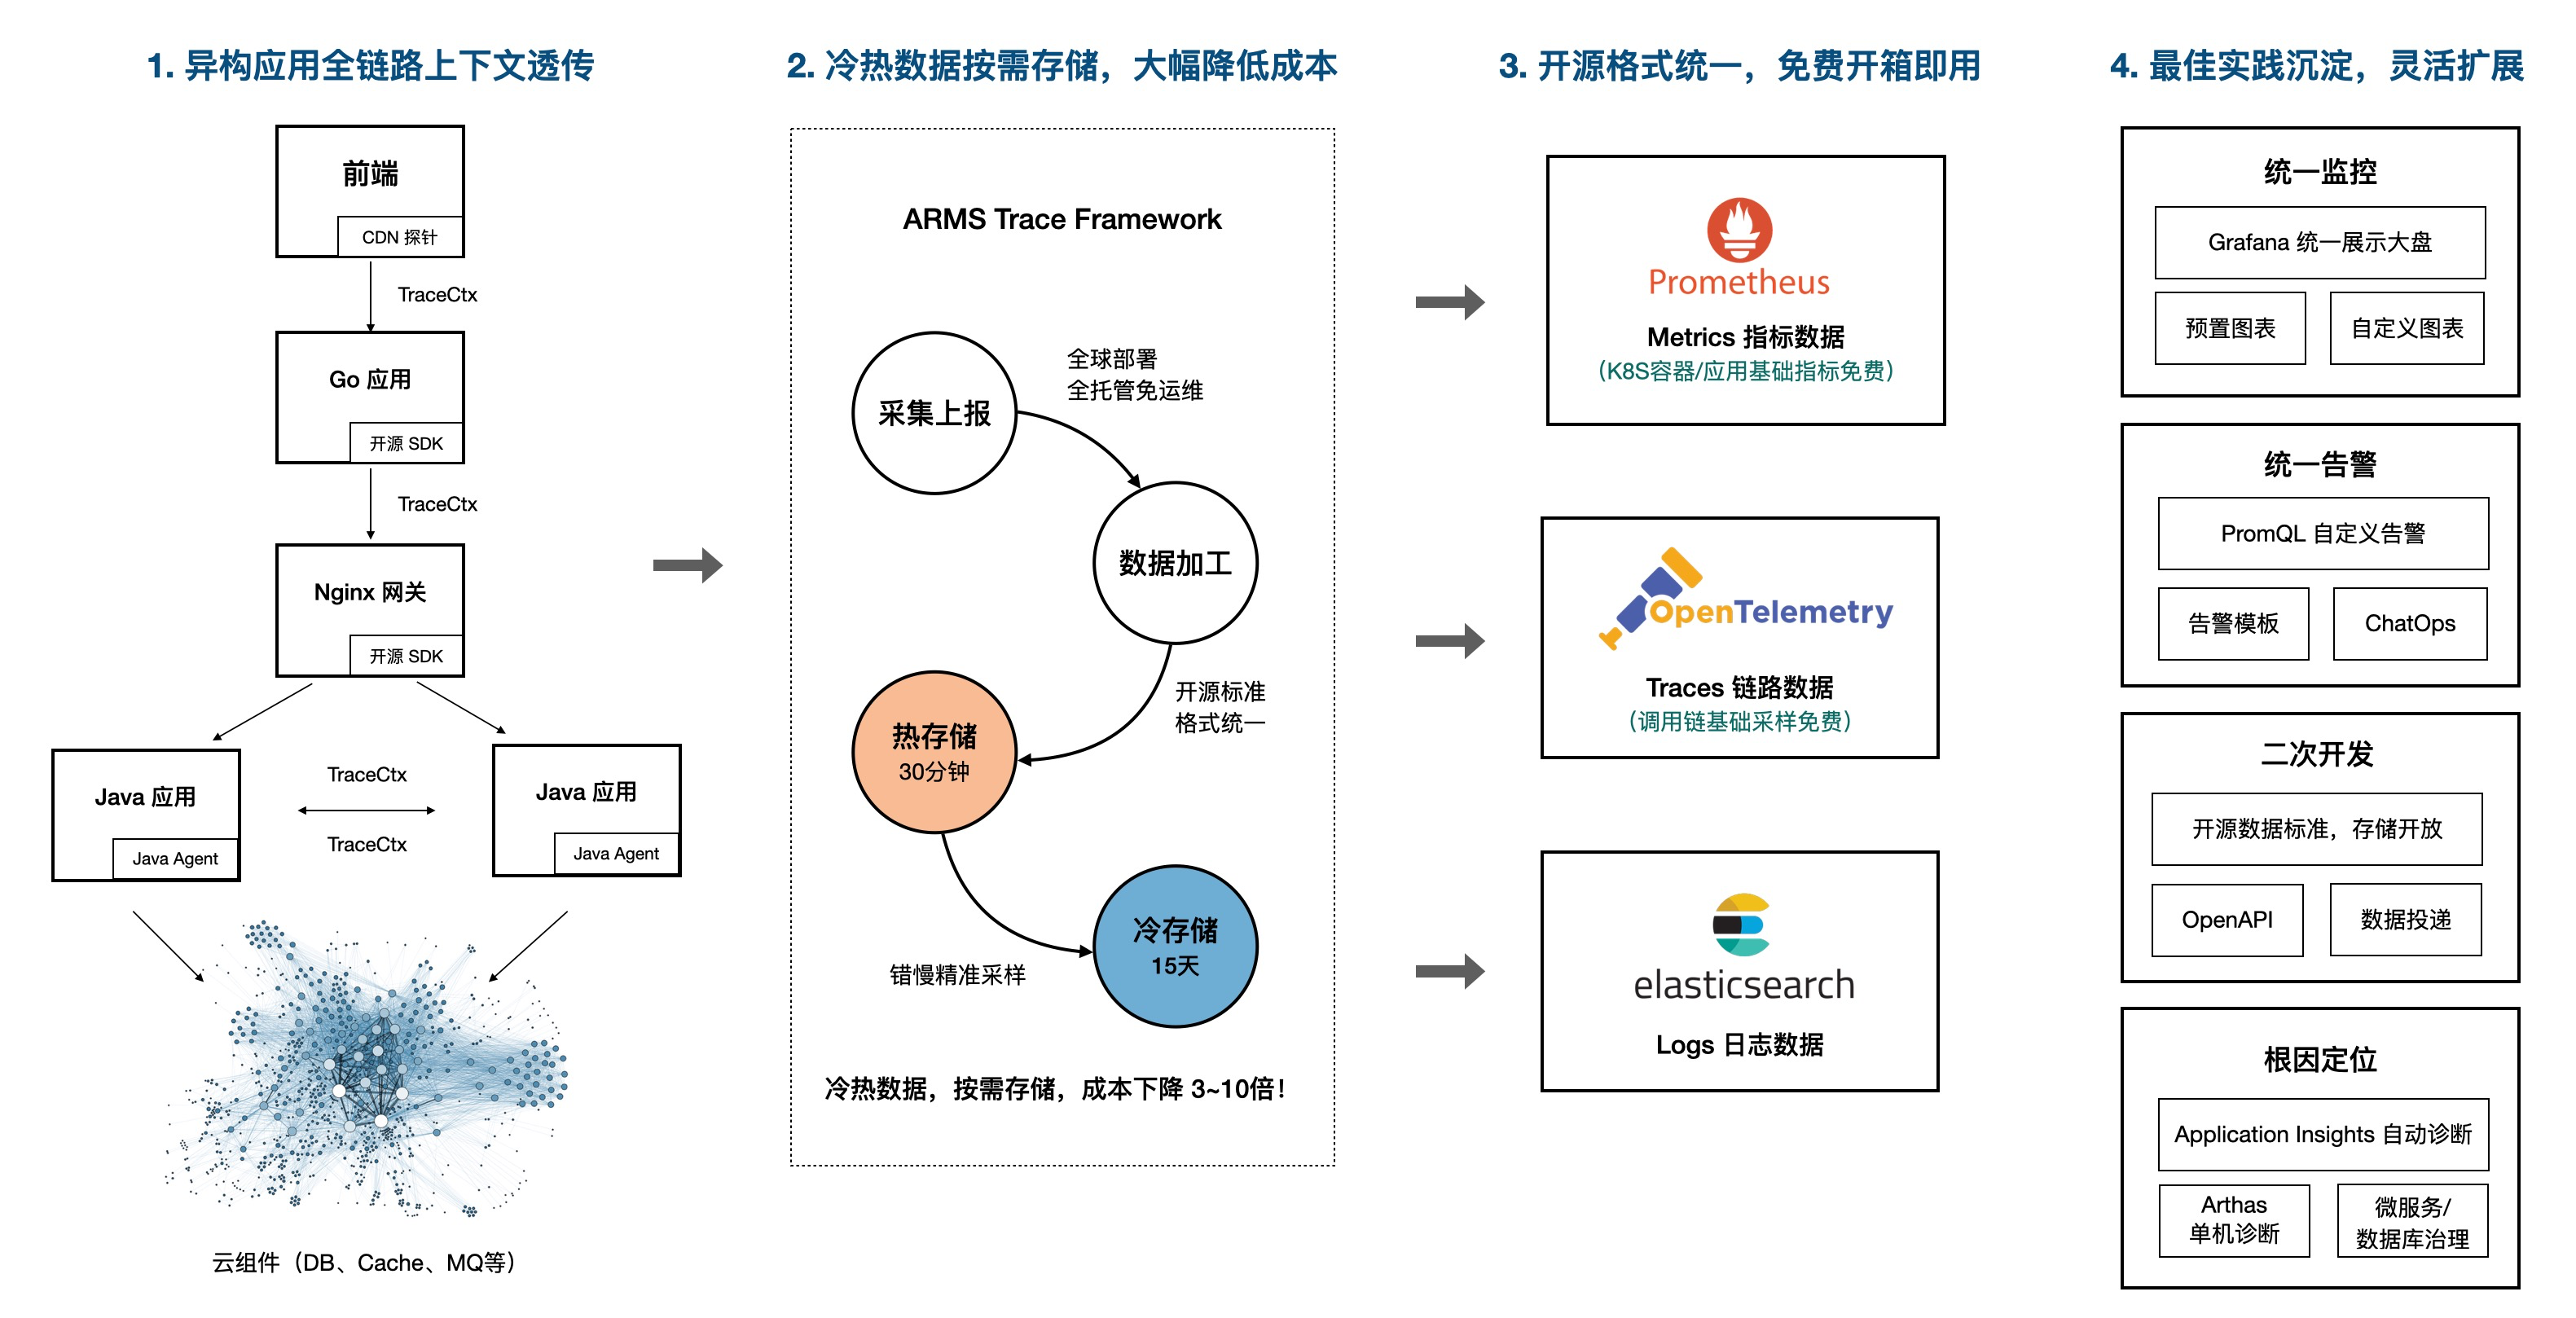 1. 异构应用全链路上下文透传
前端
CDN 探针
TraceCtx
Go 应用
开源 SDK
TraceCtx
Nginx 网关
开源 SDK
Java 应用
Java Agent
TraceCtx
TraceCtx
Java 应用
Java Agent
云组件（DB、Cache、MQ等）
2. 冷热数据按需存储，大幅降低成本
ARMS Trace Framework
采集上报
全球部署
全托管免运维
数据加工
开源标准
格式统一
热存储
30分钟
错慢精准采样
冷存储
15天
冷热数据，按需存储，成本下降 3~10倍！
3. 开源格式统一，免费开箱即用
Prometheus
Metrics 指标数据
（K8S容器/应用基础指标免费）
OpenTelemetry
Traces 链路数据
（调用链基础采样免费）
elasticsearch
Logs 日志数据
4. 最佳实践沉淀，灵活扩展
统一监控
Grafana 统一展示大盘
预置图表
自定义图表
统一告警
PromQL 自定义告警
告警模板
ChatOps
二次开发
开源数据标准，存储开放
OpenAPI
数据投递
根因定位
Application Insights 自动诊断
Arthas
单机诊断
微服务/
数据库治理